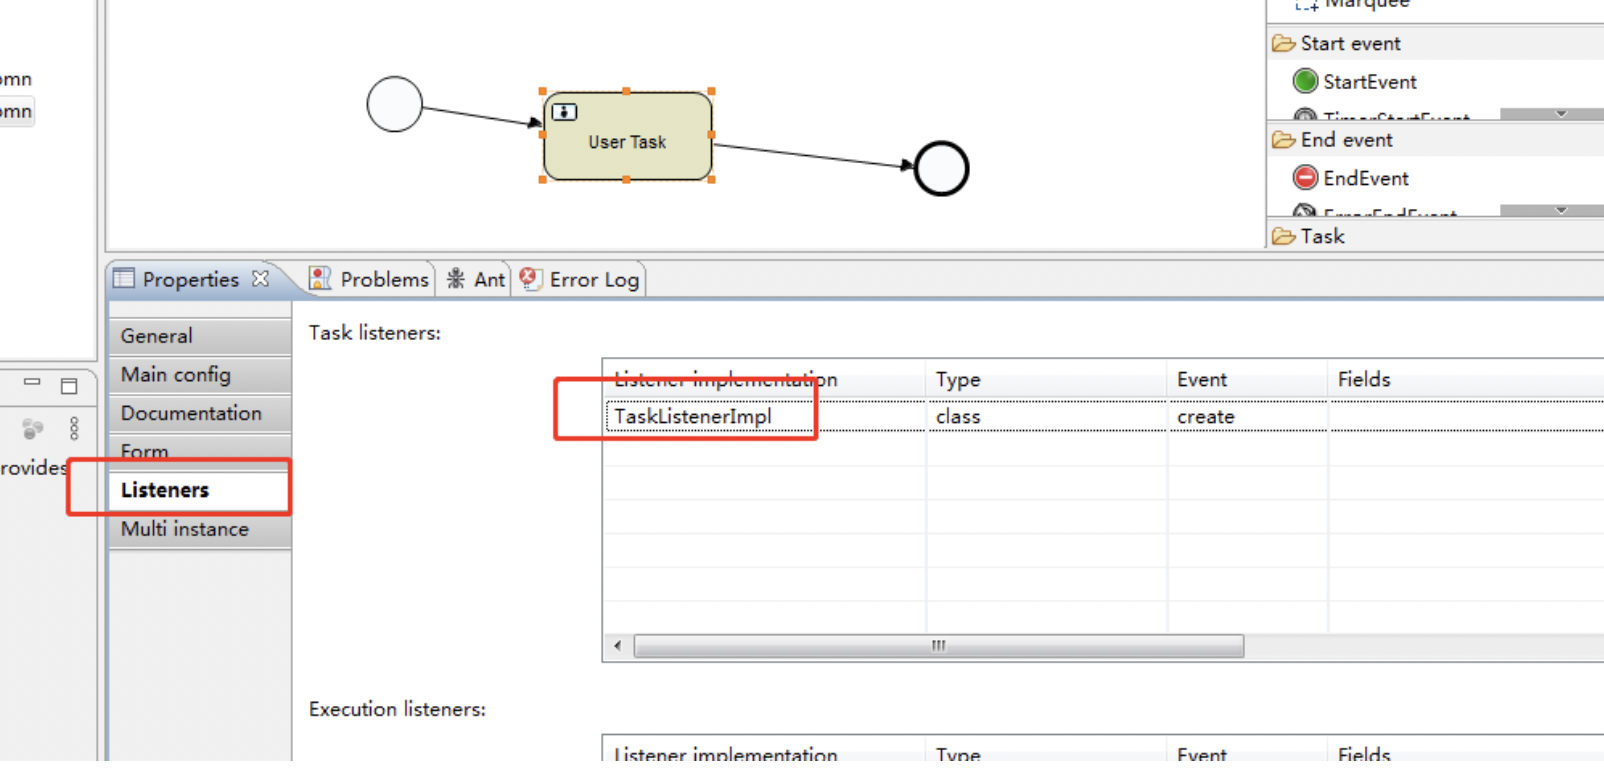 Marquee
Start event
StartEvent
TimerStartEvent
End event
EndEvent
ErrorEndEvent
Task
omn
omn
User Task
Properties
Problems
Ant
Error Log
General
Main config
Documentation
Form
Listeners
Multi instance
rovides
Task listeners:
Listener implementation Type Event Fields
TaskListenerImpl class create
Execution listeners:
Listener implementation Type Event Fields